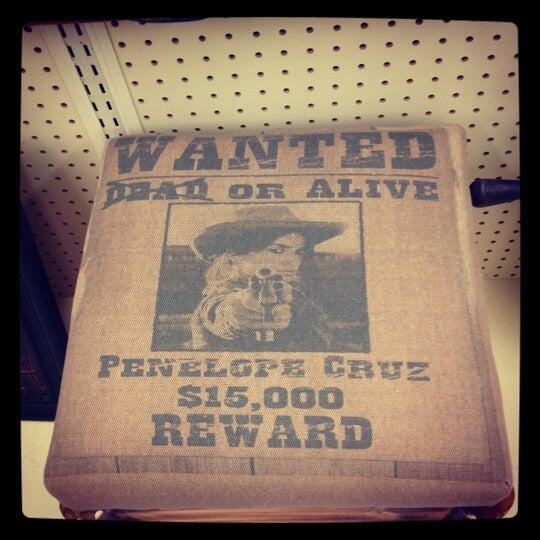 WANTED
DEAD OR ALIVE
PENELOPE CRUZ
$15,000
REWARD